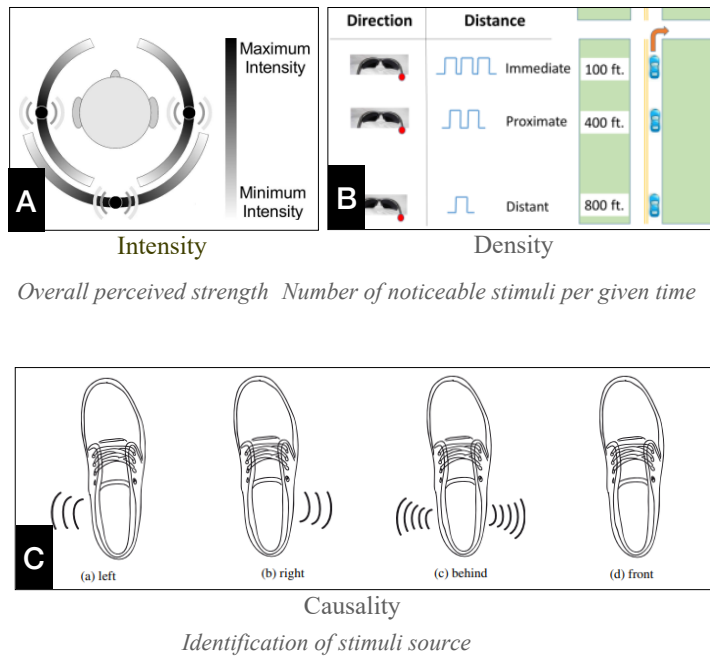 Maximum
Intensity
Minimum
Intensity
A
Intensity
Overall perceived strength
Direction Distance
Immediate 100 ft.
Proximate 400 ft.
Distant 800 ft.
B
Density
Number of noticeable stimuli per given time
C
(a) left (b) right (c) behind (d) front
Causality
Identification of stimuli source